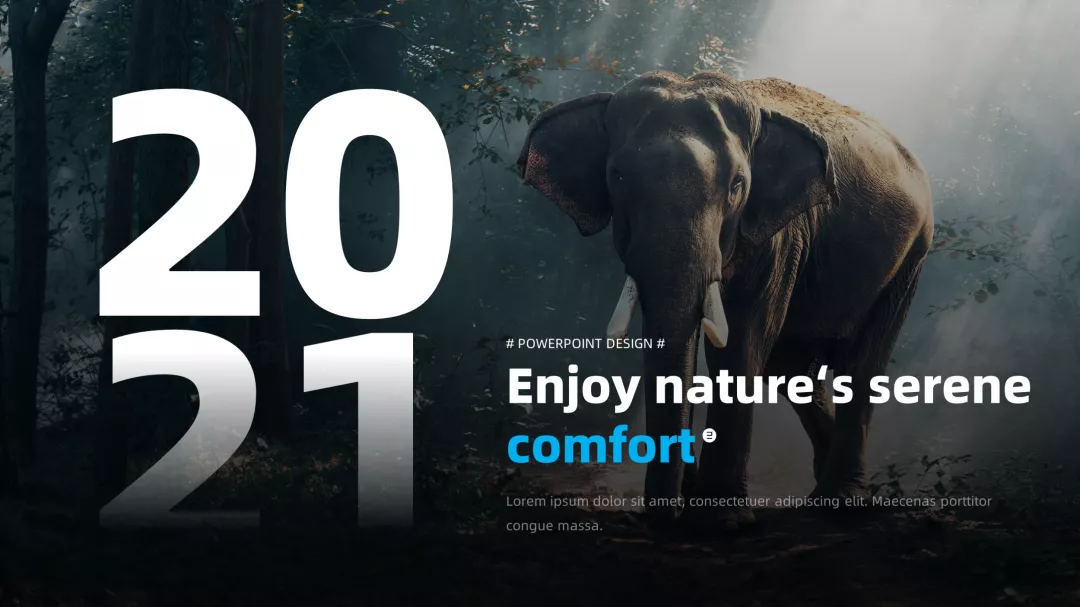 20
21
# POWERPOINT DESIGN #
Enjoy nature‘s serene
comfort
Lorem ipsum dolor sit amet, consectetuer adipiscing elit. Maecenas porttitor
congue massa.